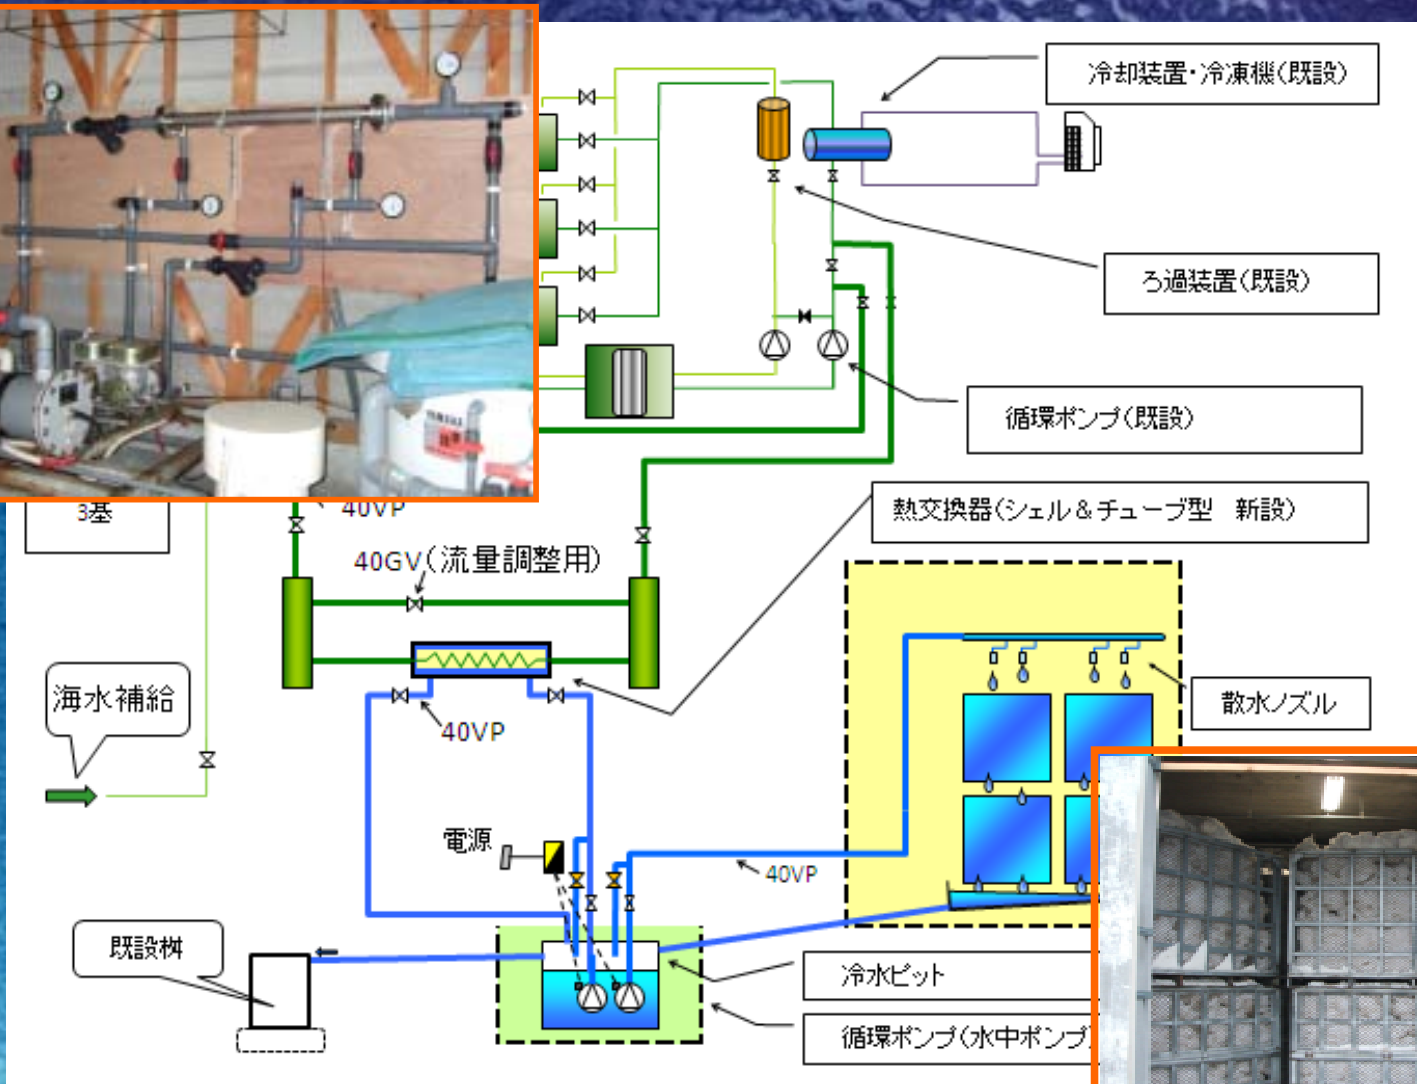 冷却装置・冷凍機(既設)
ろ過装置(既設)
循環ポンプ(既設)
3基
40VP
熱交換器(シェル＆チューブ型　新設)
40GV(流量調整用)
海水補給
40VP
散水ノズル
電源
40VP
既設桝
冷水ピット
循環ポンプ(水中ポンプ)